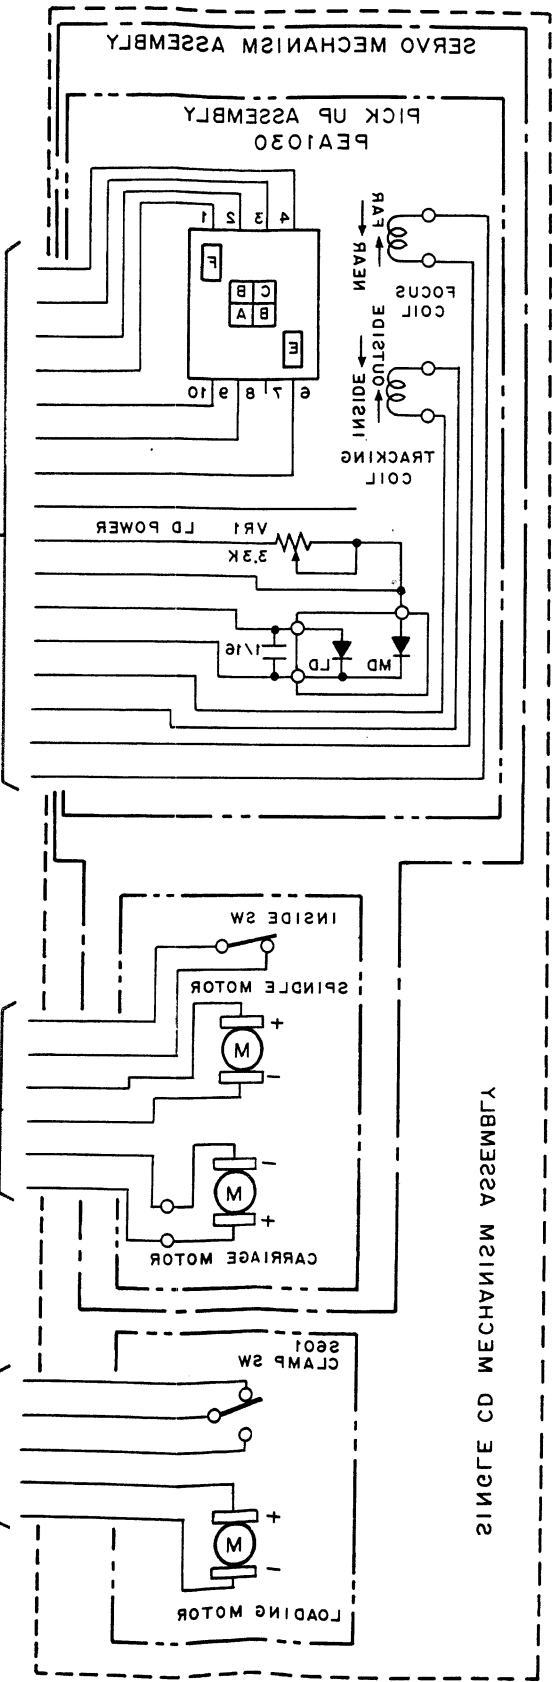 SERVO MECHANISM ASSEMBLY
PICK UP ASSEMBLY
PEA1030
4 3 2 1
F
C B
B A
E
6 7 8 9 10
FAR
NEAR
FOCUS
COIL
OUTSIDE
INSIDE
TRACKING
COIL
VR1
3.3K
LD POWER
MD
LD
1/16
INSIDE SW
SPINDLE MOTOR
+
M
−
−
M
+
CARRIAGE MOTOR
S601
CLAMP SW
+
M
−
LOADING MOTOR
SINGLE CD MECHANISM ASSEMBLY